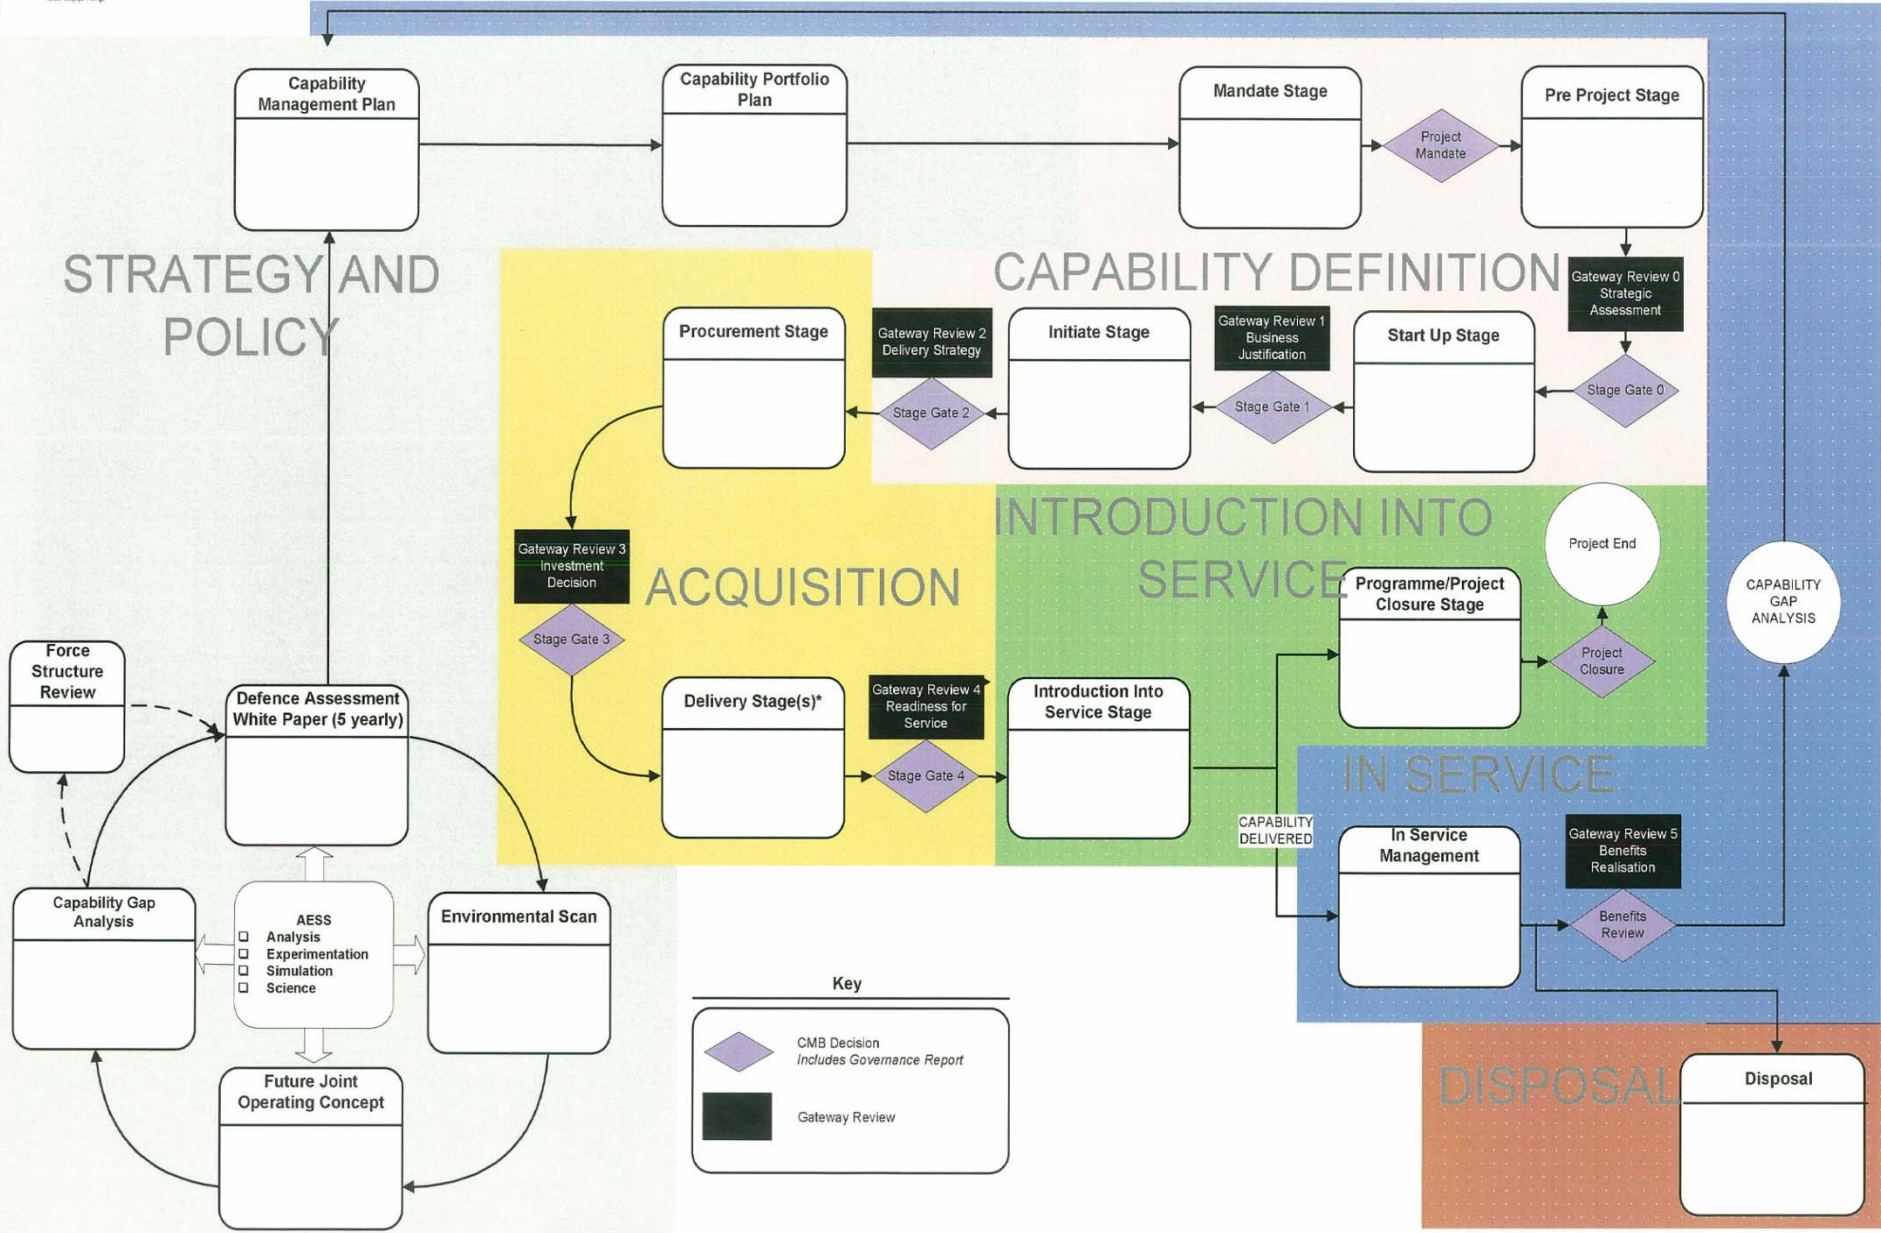 Capability
Management Plan
Capability Portfolio
Plan
Mandate Stage
Project
Mandate
Pre Project Stage
STRATEGY AND
POLICY
CAPABILITY DEFINITION
Gateway Review 0
Strategic
Assessment
Procurement Stage
Gateway Review 2
Delivery Strategy
Stage Gate 2
Initiate Stage
Gateway Review 1
Business
Justification
Stage Gate 1
Start Up Stage
Stage Gate 0
INTRODUCTION INTO
SERVICE
Project End
Gateway Review 3
Investment
Decision
ACQUISITION
Programme/Project
Closure Stage
CAPABILITY
GAP
ANALYSIS
Stage Gate 3
Project
Closure
Force
Structure
Review
Defence Assessment
White Paper (5 yearly)
Delivery Stage(s)*
Gateway Review 4
Readiness for
Service
Stage Gate 4
Introduction Into
Service Stage
IN SERVICE
CAPABILITY
DELIVERED
In Service
Management
Gateway Review 5
Benefits
Realisation
Benefits
Review
Capability Gap
Analysis
AESS
Analysis
Experimentation
Simulation
Science
Environmental Scan
Future Joint
Operating Concept
Key
CMB Decision
Includes Governance Report
Gateway Review
DISPOSAL
Disposal